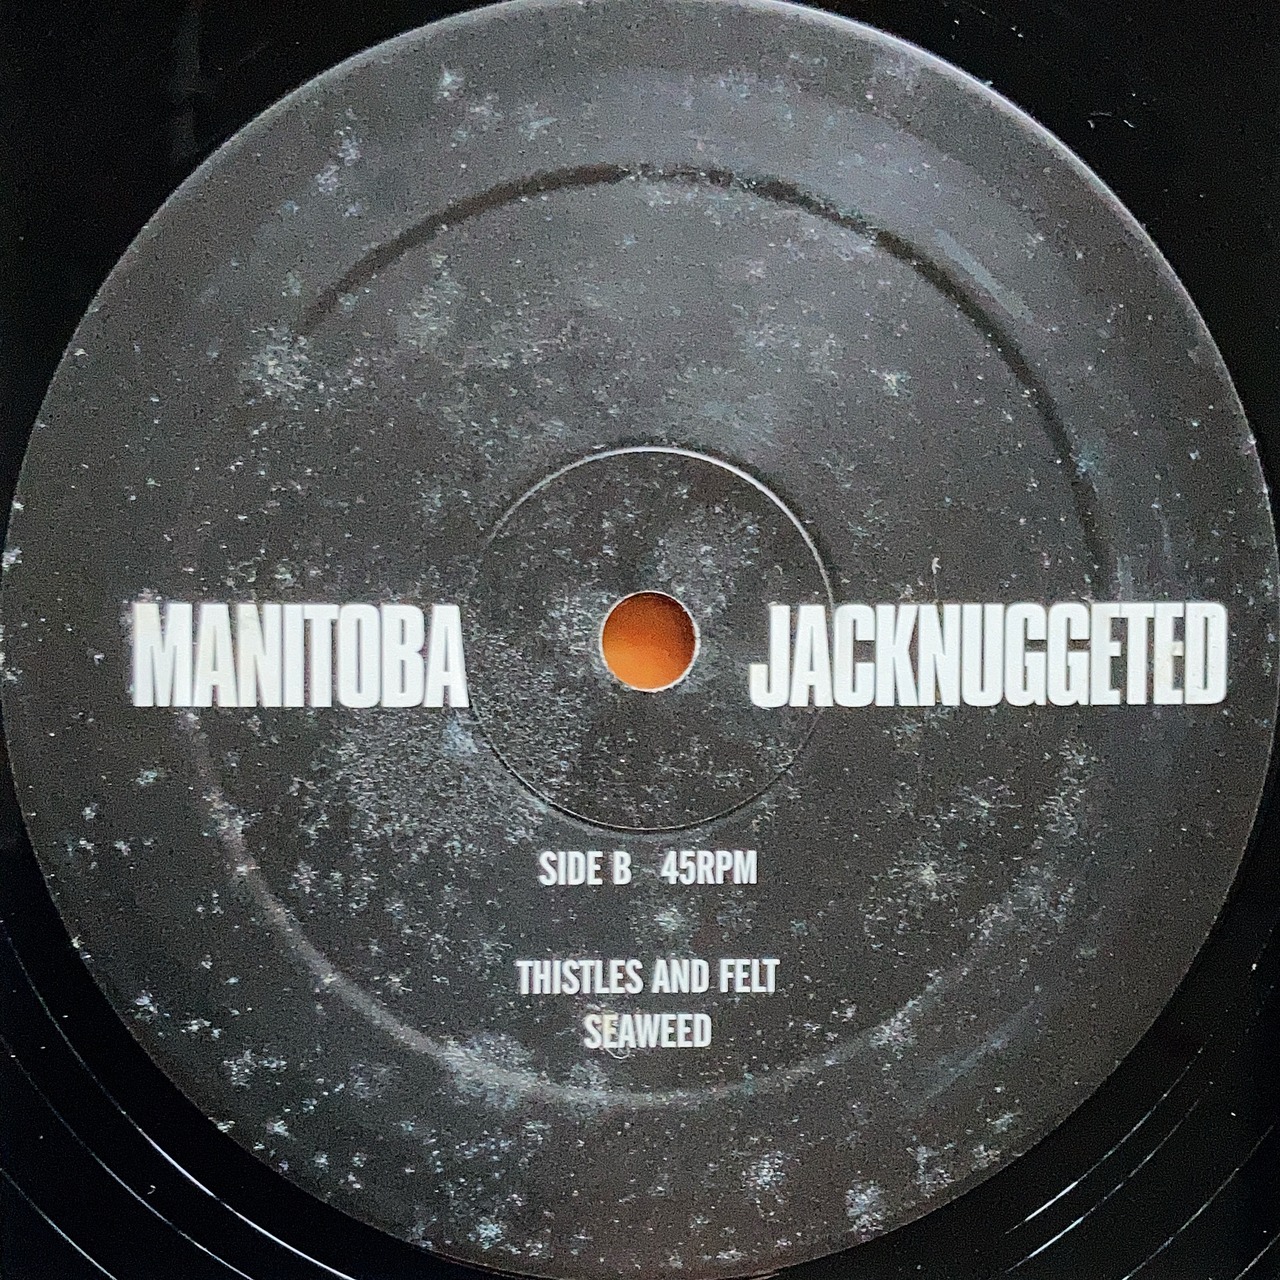 MANITOBA JACKNUGGETED
SIDE B 45RPM
THISTLES AND FELT
SEAWEED